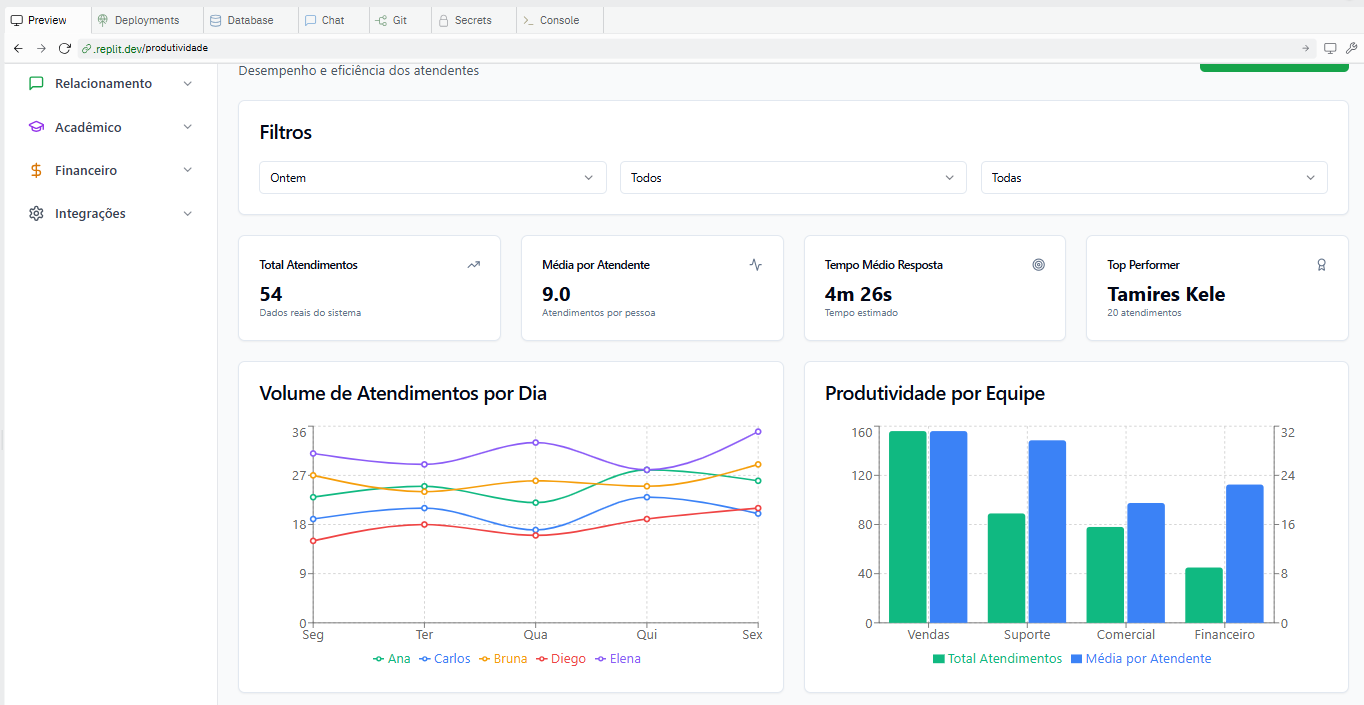 Preview Deployments Database Chat Git Secrets Console
.replit.dev/produtividade
Relacionamento
Acadêmico
Financeiro
Integrações
Desempenho e eficiência dos atendentes
Filtros
Ontem Todos Todas
Total Atendimentos
54
Dados reais do sistema
Média por Atendente
9.0
Atendimentos por pessoa
Tempo Médio Resposta
4m 26s
Tempo estimado
Top Performer
Tamires Kele
20 atendimentos
Volume de Atendimentos por Dia
36
27
18
9
0
Seg Ter Qua Qui Sex
Ana Carlos Bruna Diego Elena
Produtividade por Equipe
160 32
120 24
80 16
40 8
0 0
Vendas Suporte Comercial Financeiro
Total Atendimentos Média por Atendente